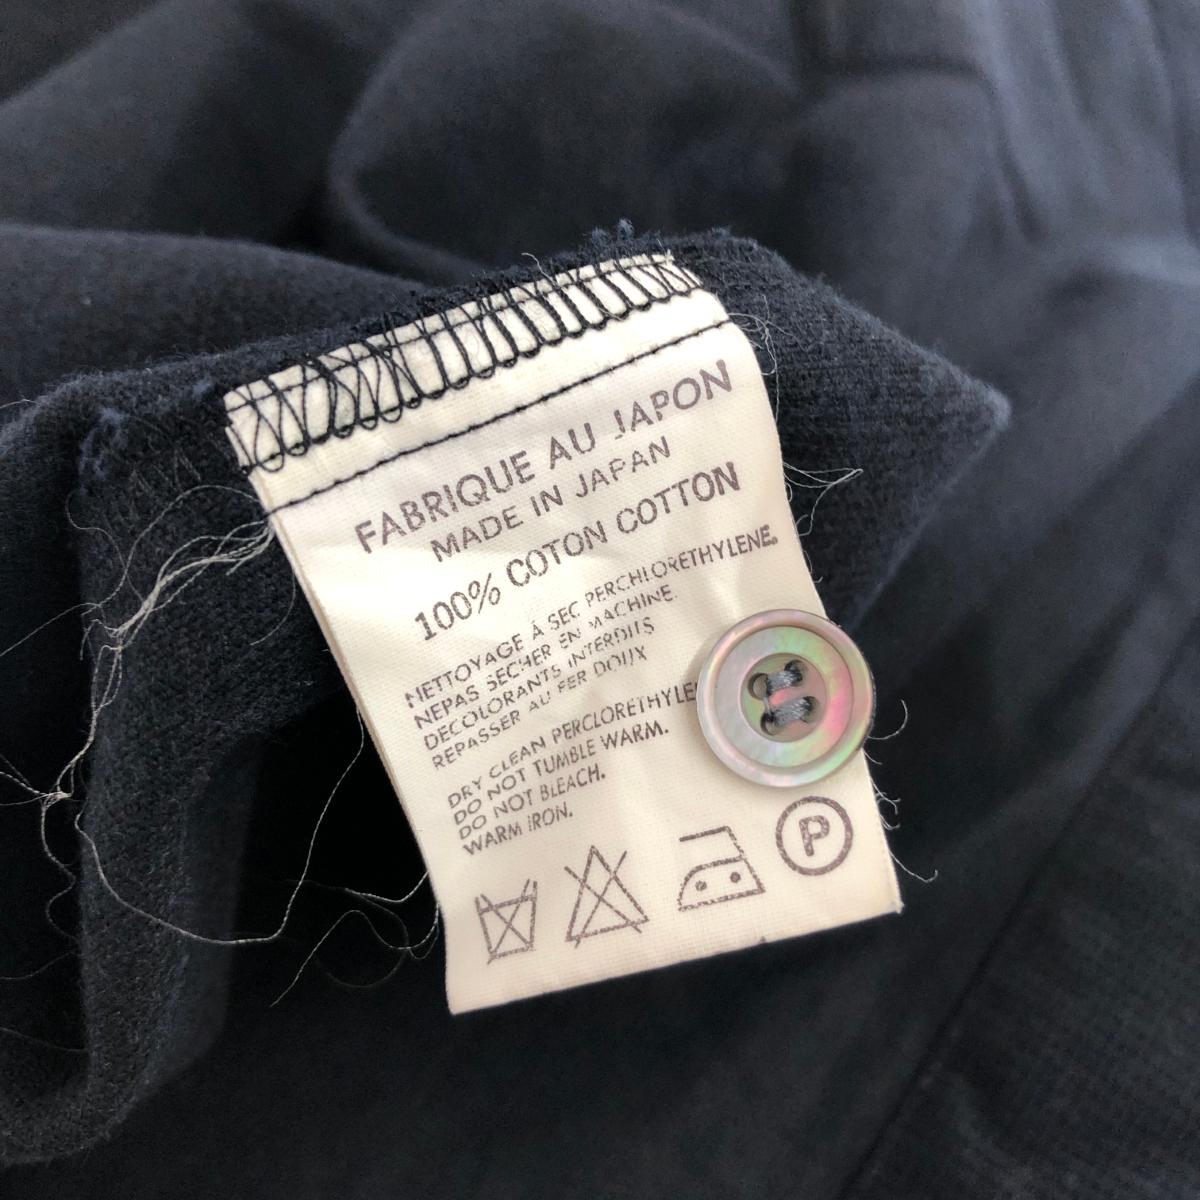 FABRIQUE AU JAPON
MADE IN JAPAN
100% COTON COTTON
NETTOYAGE À SEC PERCHLORETHYLENE.
NEPAS SECHER EN MACHINE.
DECOLORANTS INTERDITS
REPASSER AU FER DOUX
DRY CLEAN PERCLORETHYLE
DO NOT TUMBLE WARM.
DO NOT BLEACH.
WARM IRON.
P